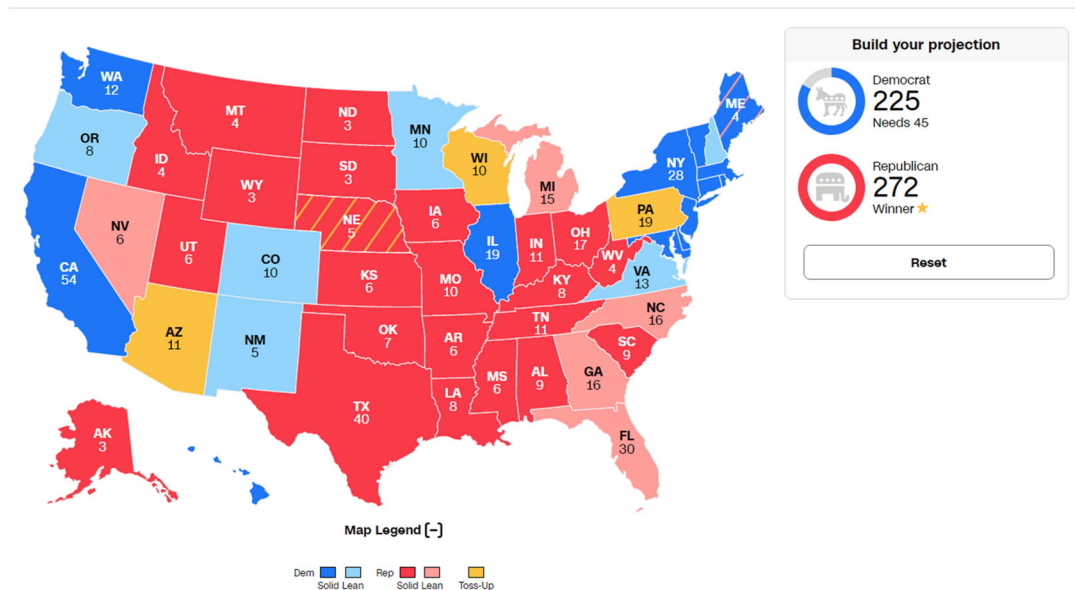 Build your projection
Democrat
225
Needs 45
Republican
272
Winner
Reset
WA
12
OR
8
CA
54
NV
6
ID
4
MT
4
WY
3
UT
6
AZ
11
CO
10
NM
5
ND
3
SD
3
NE
5
KS
6
OK
7
TX
40
MN
10
IA
6
MO
10
AR
6
LA
8
WI
10
IL
19
MI
15
IN
11
OH
17
KY
8
TN
11
MS
6
AL
9
GA
16
FL
30
SC
9
NC
16
VA
13
WV
4
PA
19
NY
28
ME
4
AK
3
Map Legend [–]
Dem Rep
Solid Lean Solid Lean Toss-Up